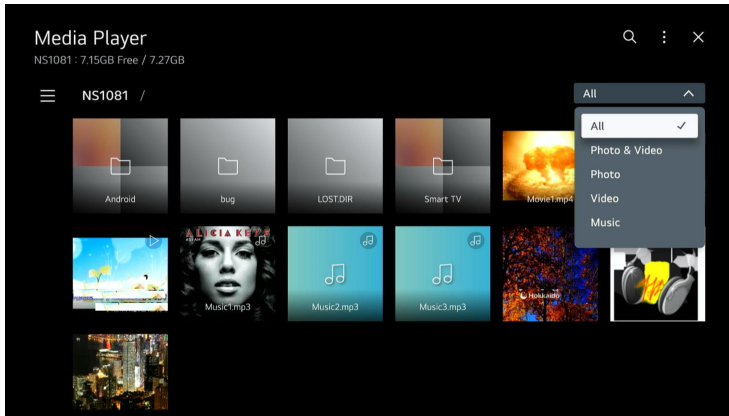 Media Player
NS1081 : 7.15GB Free / 7.27GB
NS1081 /
All
All
Photo & Video
Photo
Video
Music
Android
bug
LOST.DIR
Smart TV
Movie1.mp4
ALICIA KEYS
Music1.mp3
Music2.mp3
Music3.mp3
Hokkaido